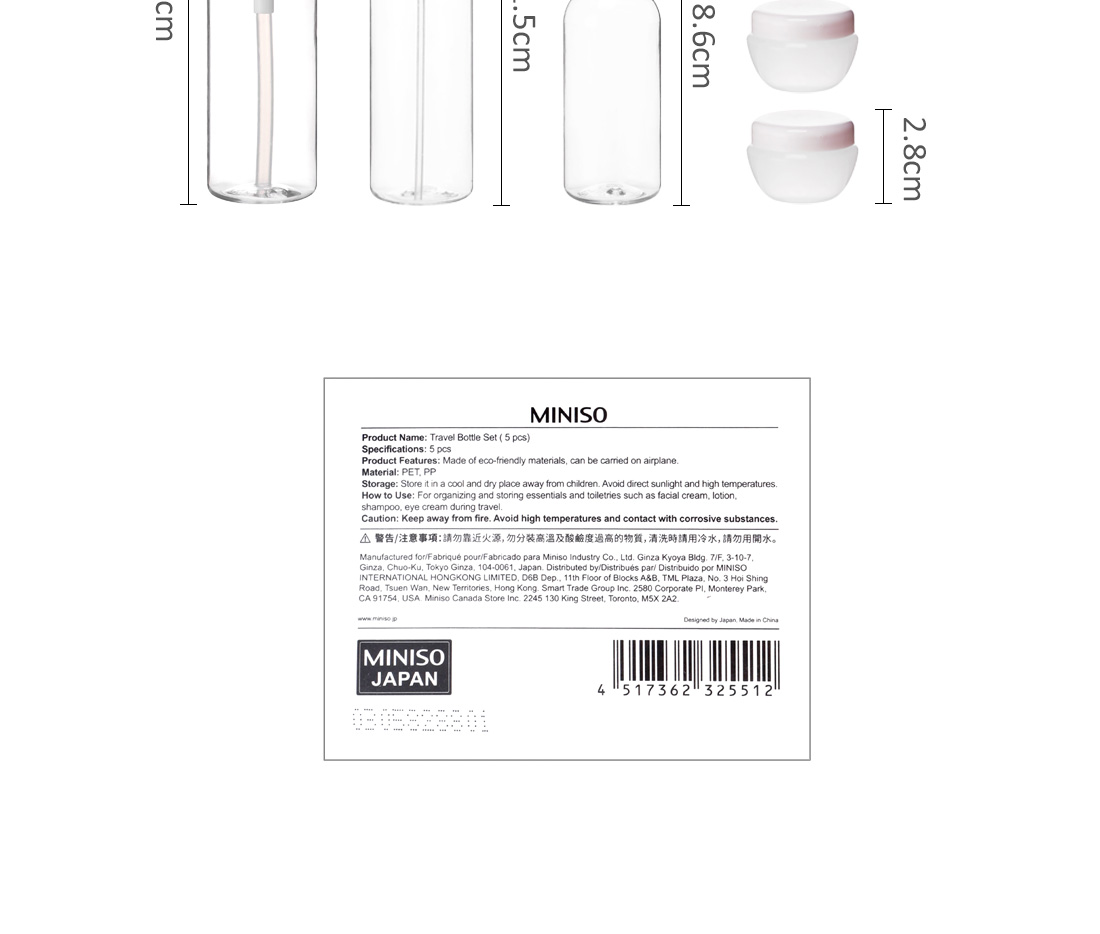 cm
.5cm
8.6cm
2.8cm
MINISO
Product Name: Travel Bottle Set ( 5 pcs)
Specifications: 5 pcs
Product Features: Made of eco-friendly materials, can be carried on airplane.
Material: PET, PP
Storage: Store it in a cool and dry place away from children. Avoid direct sunlight and high temperatures.
How to Use: For organizing and storing essentials and toiletries such as facial cream, lotion,
shampoo, eye cream during travel.
Caution: Keep away from fire. Avoid high temperatures and contact with corrosive substances.
警告/注意事項:請勿靠近火源,勿分裝高溫及酸鹼度過高的物質,清洗時請用冷水,請勿用開水。
Manufactured for/Fabriqué pour/Fabricado para Miniso Industry Co., Ltd. Ginza Kyoya Bldg. 7/F, 3-10-7,
Ginza, Chuo-Ku, Tokyo Ginza, 104-0061, Japan. Distributed by/Distribués par/ Distribuido por MINISO
INTERNATIONAL HONGKONG LIMITED, D6B Dep., 11th Floor of Blocks A&B, TML Plaza, No. 3 Hoi Shing
Road, Tsuen Wan, New Territories, Hong Kong. Smart Trade Group Inc. 2580 Corporate Pl, Monterey Park,
CA 91754, USA. Miniso Canada Store Inc. 2245 130 King Street, Toronto, M5X 2A2.
www.miniso.jp Designed by Japan, Made in China
MINISO
JAPAN
4 517362 325512